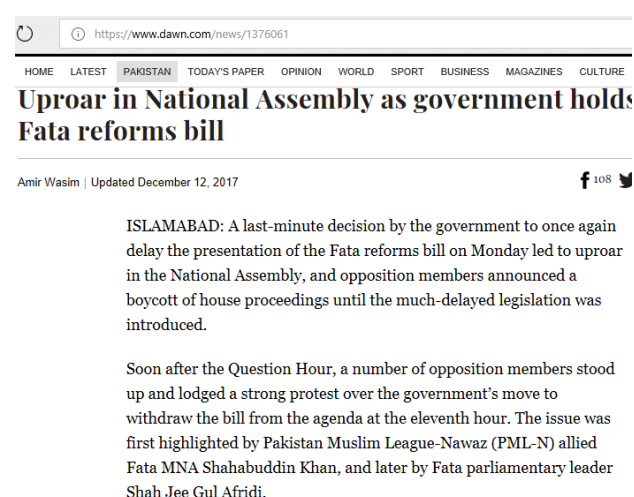 https://www.dawn.com/news/1376061
HOME LATEST PAKISTAN TODAY'S PAPER OPINION WORLD SPORT BUSINESS MAGAZINES CULTURE
Uproar in National Assembly as government holds
Fata reforms bill
Amir Wasim | Updated December 12, 2017
108
ISLAMABAD: A last-minute decision by the government to once again
delay the presentation of the Fata reforms bill on Monday led to uproar
in the National Assembly, and opposition members announced a
boycott of house proceedings until the much-delayed legislation was
introduced.
Soon after the Question Hour, a number of opposition members stood
up and lodged a strong protest over the government’s move to
withdraw the bill from the agenda at the eleventh hour. The issue was
first highlighted by Pakistan Muslim League-Nawaz (PML-N) allied
Fata MNA Shahabuddin Khan, and later by Fata parliamentary leader
Shah Jee Gul Afridi.